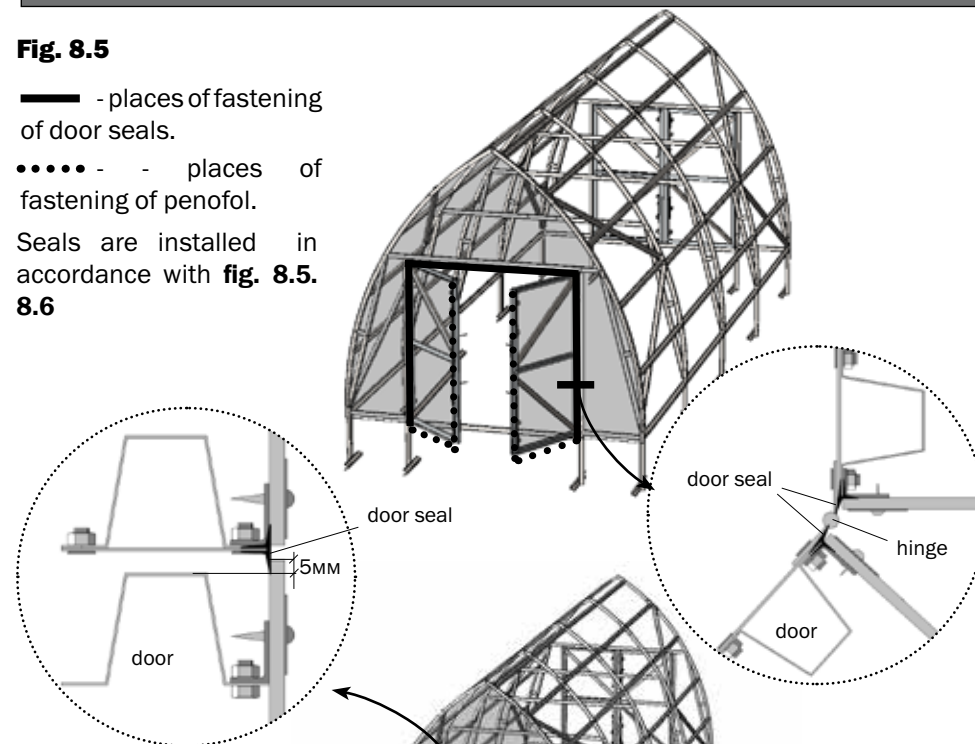 Fig. 8.5
- places of fastening
of door seals.
- - places of
fastening of penofol.
Seals are installed in
accordance with fig. 8.5.
8.6
door seal
door seal
5мм
hinge
door
door